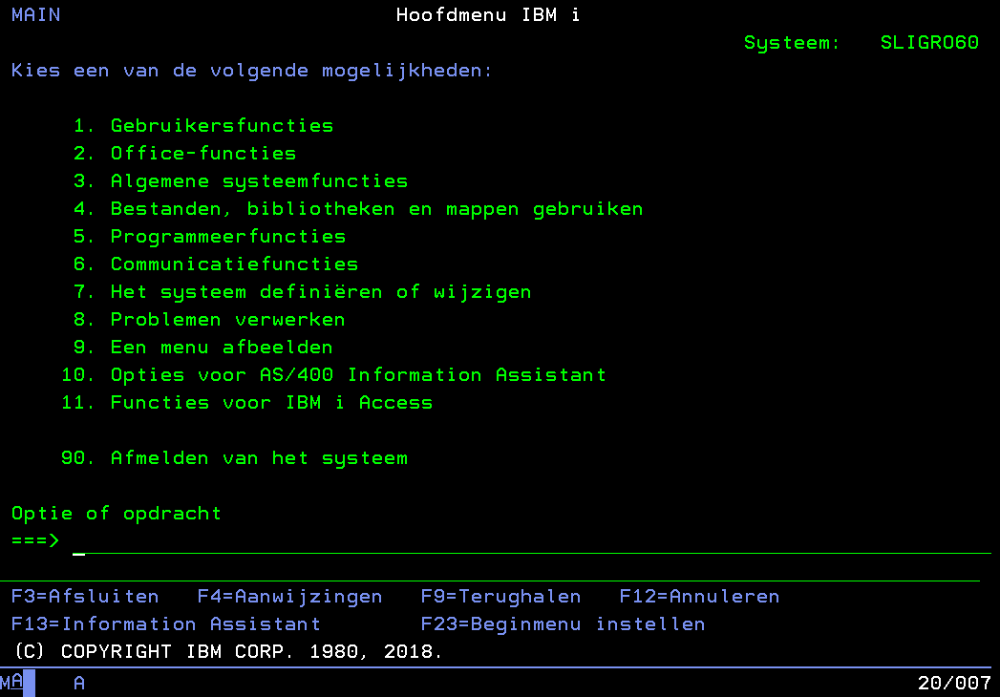 MAIN Hoofdmenu IBM i
Systeem: SLIGRO60
Kies een van de volgende mogelijkheden:
1. Gebruikersfuncties
2. Office-functies
3. Algemene systeemfuncties
4. Bestanden, bibliotheken en mappen gebruiken
5. Programmeerfuncties
6. Communicatiefuncties
7. Het systeem definiëren of wijzigen
8. Problemen verwerken
9. Een menu afbeelden
10. Opties voor AS/400 Information Assistant
11. Functies voor IBM i Access
90. Afmelden van het systeem
Optie of opdracht
===>
F3=Afsluiten F4=Aanwijzingen F9=Terughalen F12=Annuleren
F13=Information Assistant F23=Beginmenu instellen
(C) COPYRIGHT IBM CORP. 1980, 2018.
MA A 20/007